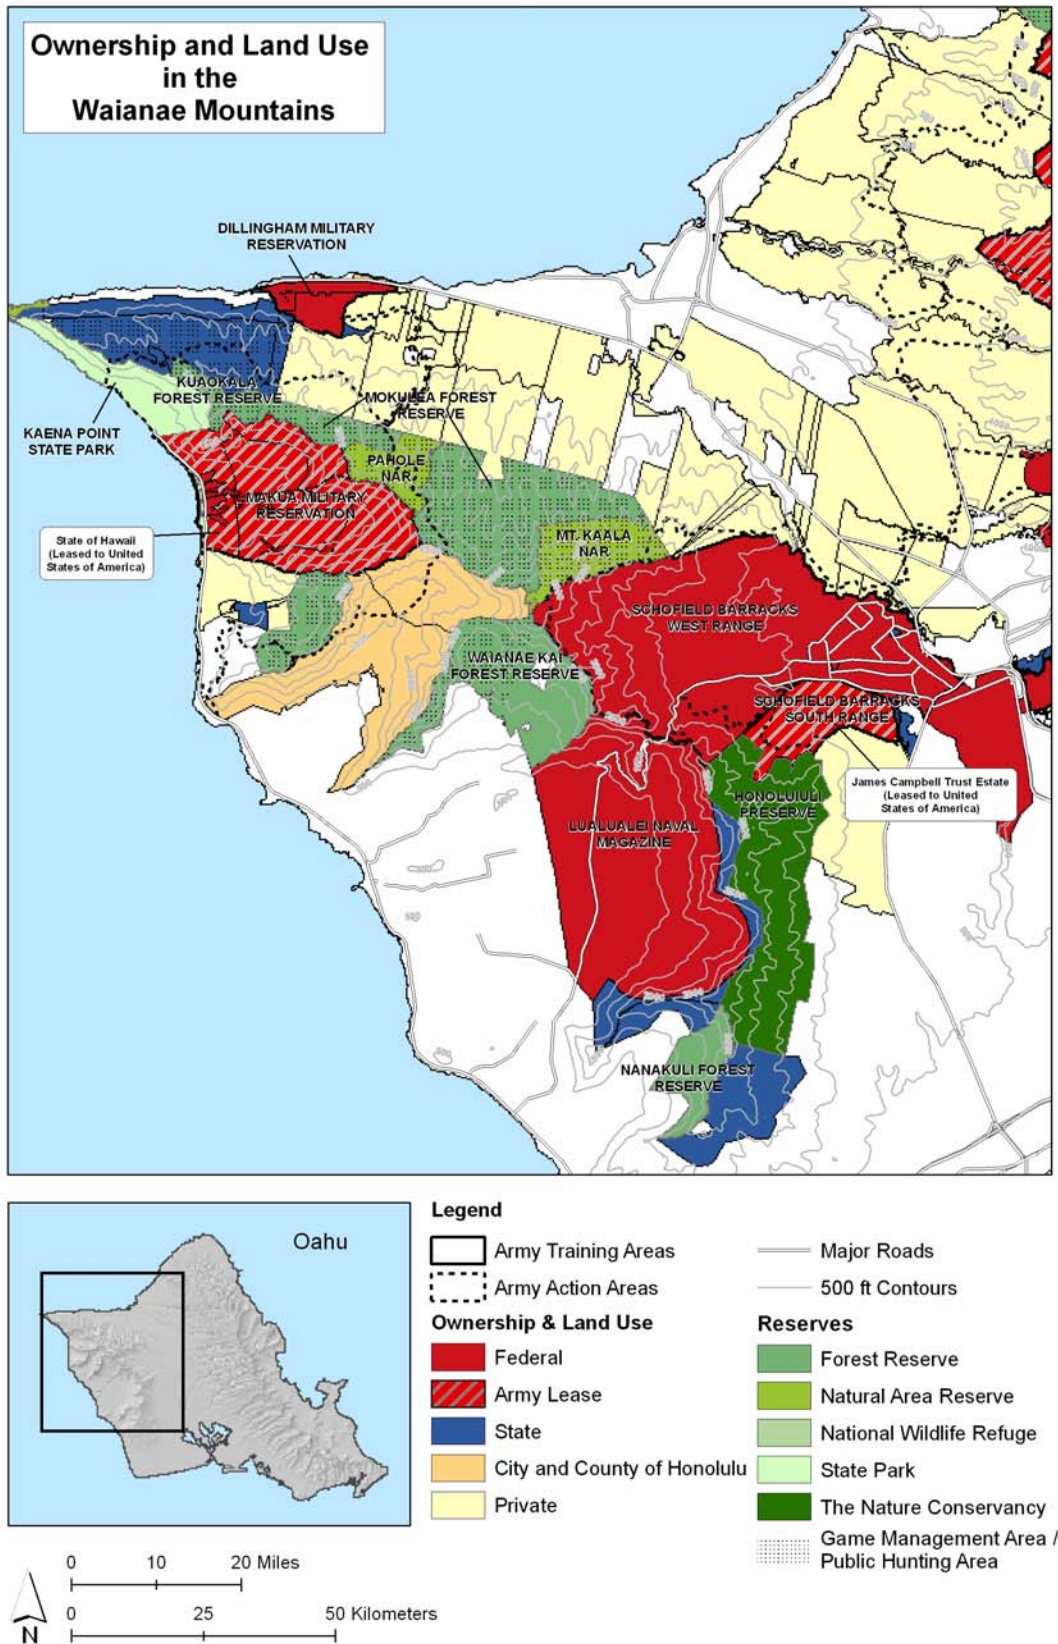 Ownership and Land Use
in the
Waianae Mountains
DILLINGHAM MILITARY
RESERVATION
KUAOKALA
FOREST RESERVE
MOKULEA FOREST
RESERVE
KAENA POINT
STATE PARK
PAHOLE
NAR
MAKUA MILITARY
RESERVATION
State of Hawaii
(Leased to United
States of America)
MT. KAALA
NAR
SCHOFIELD BARRACKS
WEST RANGE
WAIANAE KAI
FOREST RESERVE
SCHOFIELD BARRACKS
SOUTH RANGE
James Campbell Trust Estate
(Leased to United
States of America)
HONOLUIULI
PRESERVE
LUALUALEI NAVAL
MAGAZINE
NANAKULI FOREST
RESERVE
Oahu
Legend
Army Training Areas
Army Action Areas
Major Roads
500 ft Contours
Ownership & Land Use
Federal
Army Lease
State
City and County of Honolulu
Private
Reserves
Forest Reserve
Natural Area Reserve
National Wildlife Refuge
State Park
The Nature Conservancy
Game Management Area /
Public Hunting Area
0 10 20 Miles
0 25 50 Kilometers
N